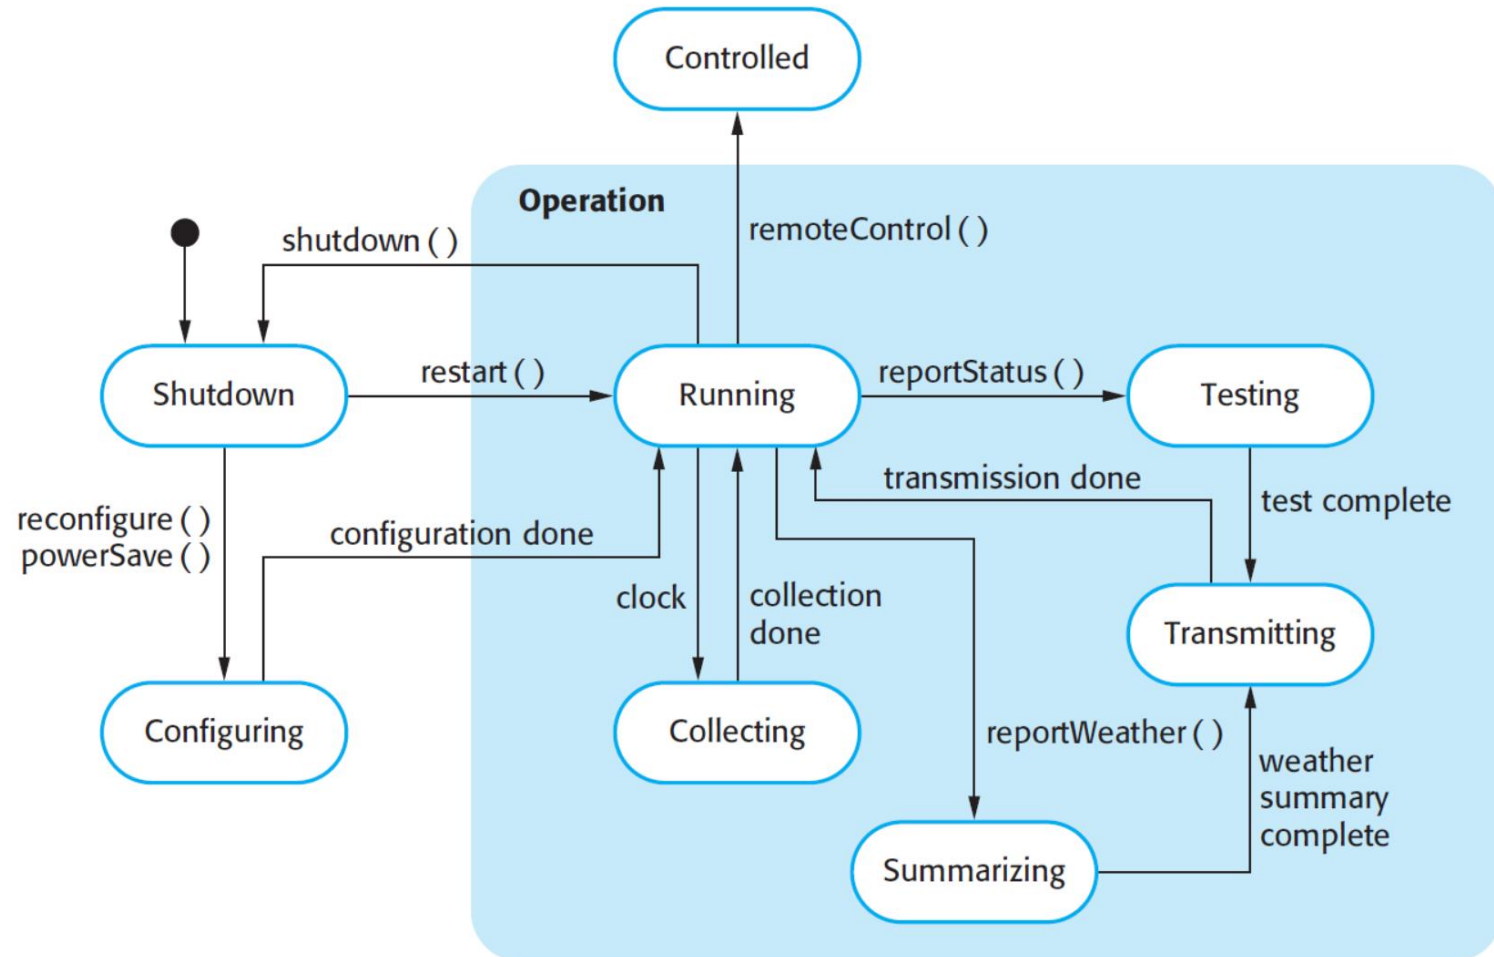 Controlled
Operation
remoteControl ( )
shutdown ( )
Shutdown
restart ( )
Running
reportStatus ( )
Testing
transmission done
test complete
reconfigure ( )
powerSave ( )
configuration done
clock
collection
done
Transmitting
Configuring
Collecting
reportWeather ( )
weather
summary
complete
Summarizing